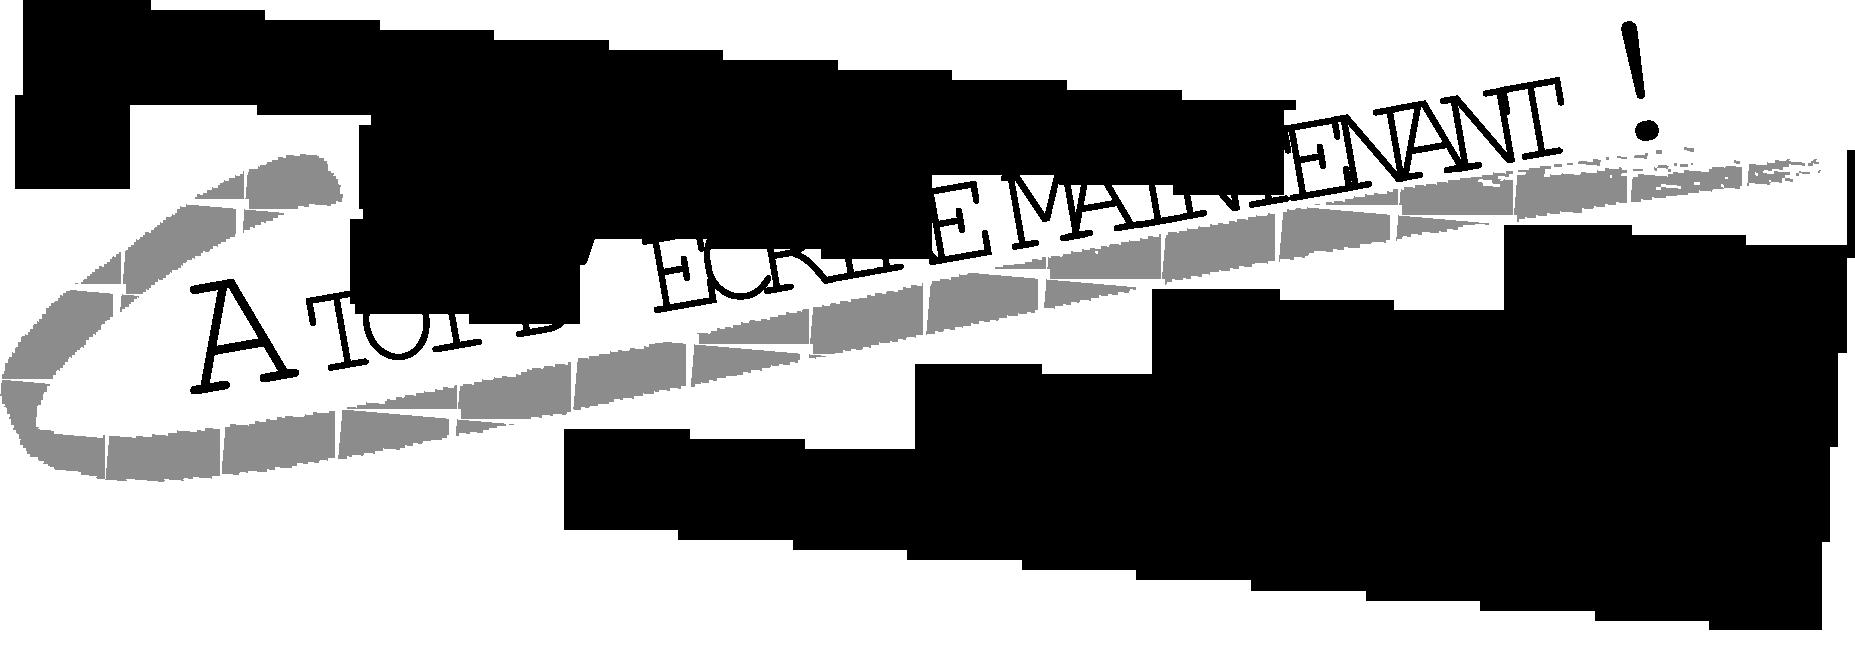 A TOI D'ECRIRE MAINTENANT !